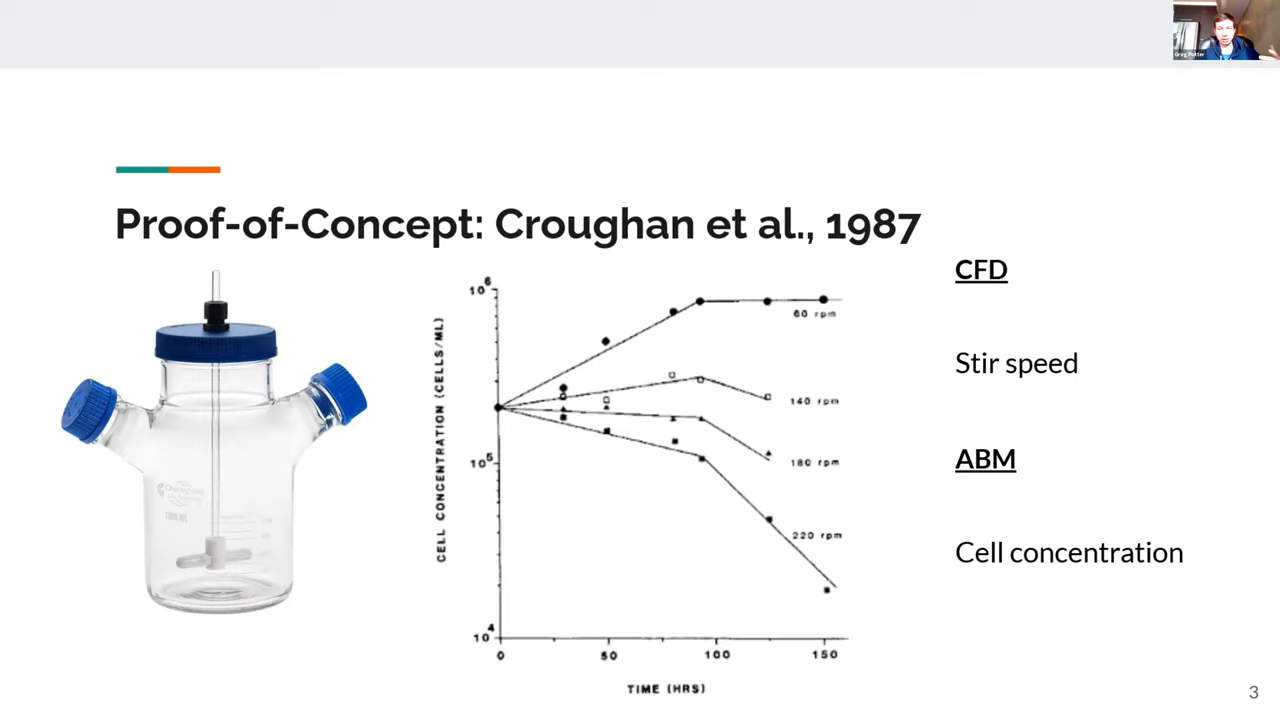 Greg Potter
Proof-of-Concept: Croughan et al., 1987
CFD
Stir speed
ABM
Cell concentration
CELL CONCENTRATION (CELLS/ML)
10^6
10^5
10^4
60 rpm
140 rpm
180 rpm
220 rpm
0
50
100
150
TIME (HRS)
3